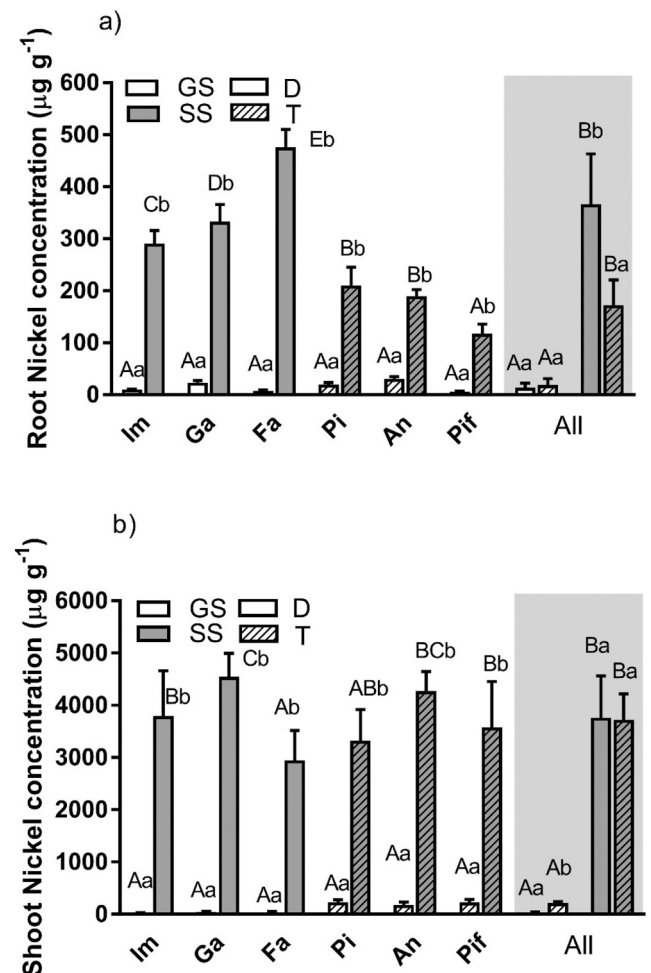 a)
Root Nickel concentration (µg g-1)
600
500
400
300
200
100
0
GS D
SS T
Aa Cb Aa Db Aa Eb Aa Bb Aa Bb Aa Ab Aa Aa Bb Ba
Im Ga Fa Pi An Pif All
b)
Shoot Nickel concentration (µg g-1)
6000
5000
4000
3000
2000
1000
0
GS D
SS T
Aa Bb Aa Cb Aa Ab Aa ABb Aa BCb Aa Bb Aa Ab Ba Ba
Im Ga Fa Pi An Pif All